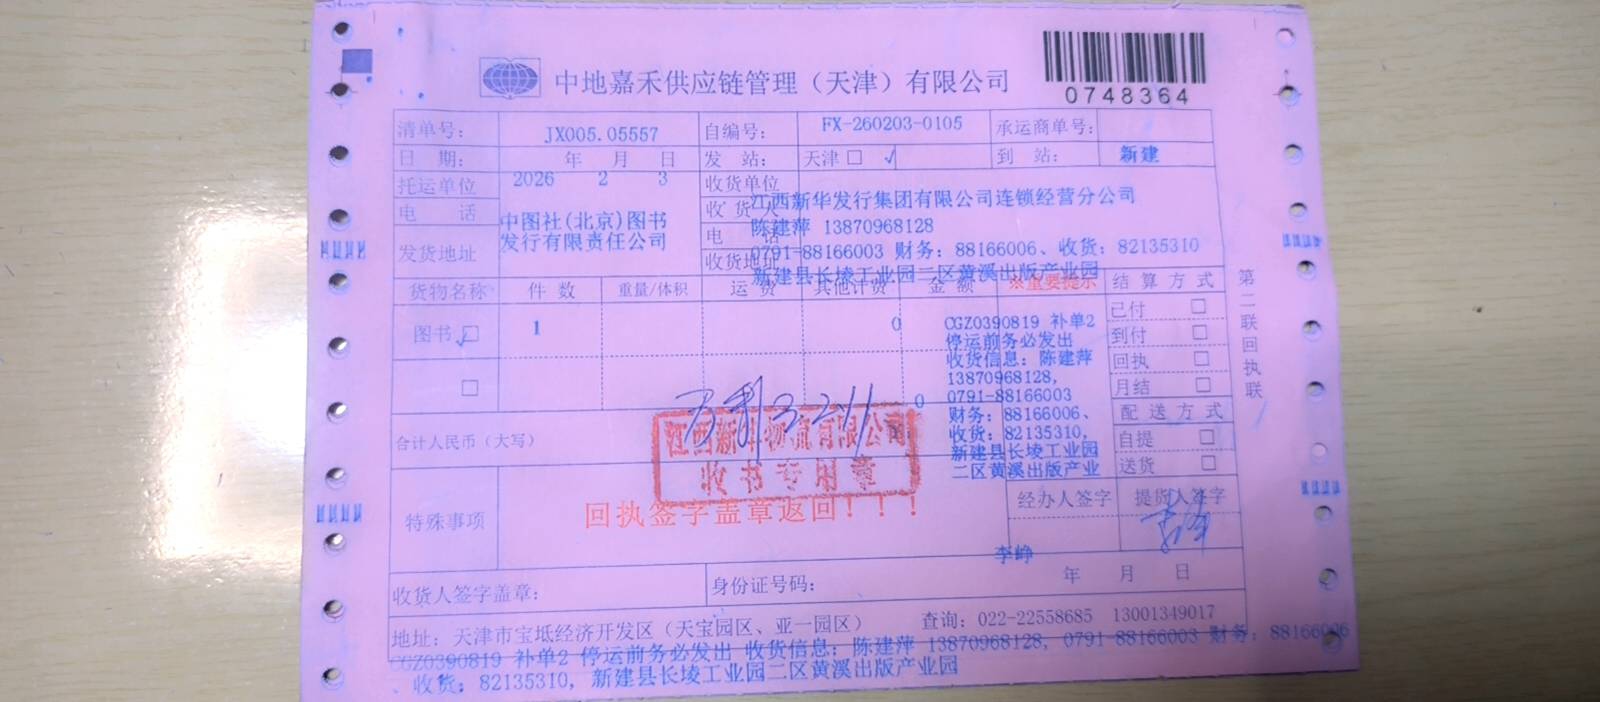 中地嘉禾供应链管理（天津）有限公司
0748364
清单号： JX005.05557 自编号： FX-260203-0105 承运商单号：
日 期： 年 月 日 发 站： 天津□ √ 到 站： 新建
托运单位 2026 2 3 收货单位
江西新华发行集团有限公司连锁经营分公司
电 话 中图社(北京)图书 收 货 人 陈建萍 13870968128
发行有限责任公司
发货地址 电 话 0791-88166003 财务：88166006、收货：82135310
收货地址 新建县长堎工业园二区黄溪出版产业园
货物名称 件 数 重量/体积 运 费 其他计费 金 额 ※重要提示 结 算 方 式
图书□ √ 1 0
□ 0
CGZ0390819 补单2
停运前务必发出
收货信息：陈建萍
13870968128,
0791-88166003
财务：88166006、
收货：82135310,
新建县长堎工业园
二区黄溪出版产业
已付 □
到付 □
回执 □
月结 □
配 送 方 式
自提 □
送货 □
第二联回执联
合计人民币（大写）
江西新华物流有限公司
收书专用章
特殊事项 回执签字盖章返回！！！
经办人签字 提货人签字
李峥
收货人签字盖章： 身份证号码： 年 月 日
地址：天津市宝坻经济开发区（天宝园区、亚一园区） 查询：022-22558685 13001349017
CGZ0390819 补单2 停运前务必发出 收货信息：陈建萍 13870968128, 0791-88166003 财务：88166006
、收货：82135310, 新建县长堎工业园二区黄溪出版产业园